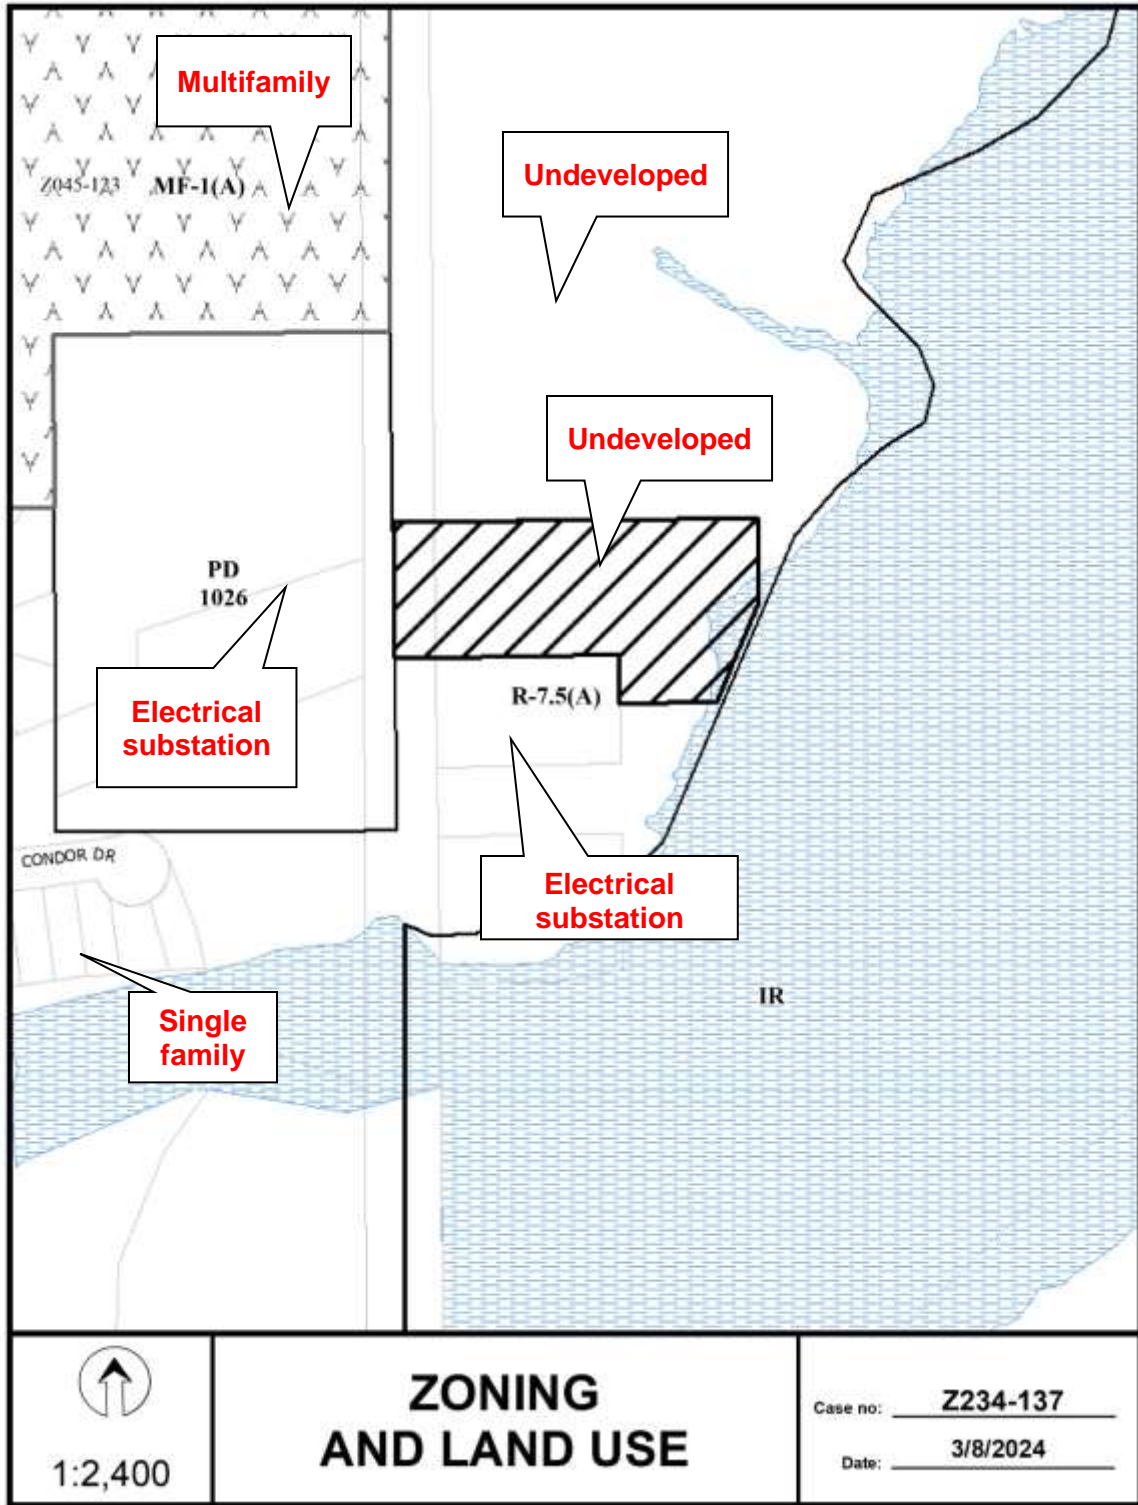 Multifamily
Undeveloped
Z045-123
MF-1(A)
Undeveloped
PD
1026
R-7.5(A)
Electrical
substation
CONDOR DR
Electrical
substation
IR
Single
family
1:2,400
ZONING
AND LAND USE
Case no: Z234-137
Date: 3/8/2024